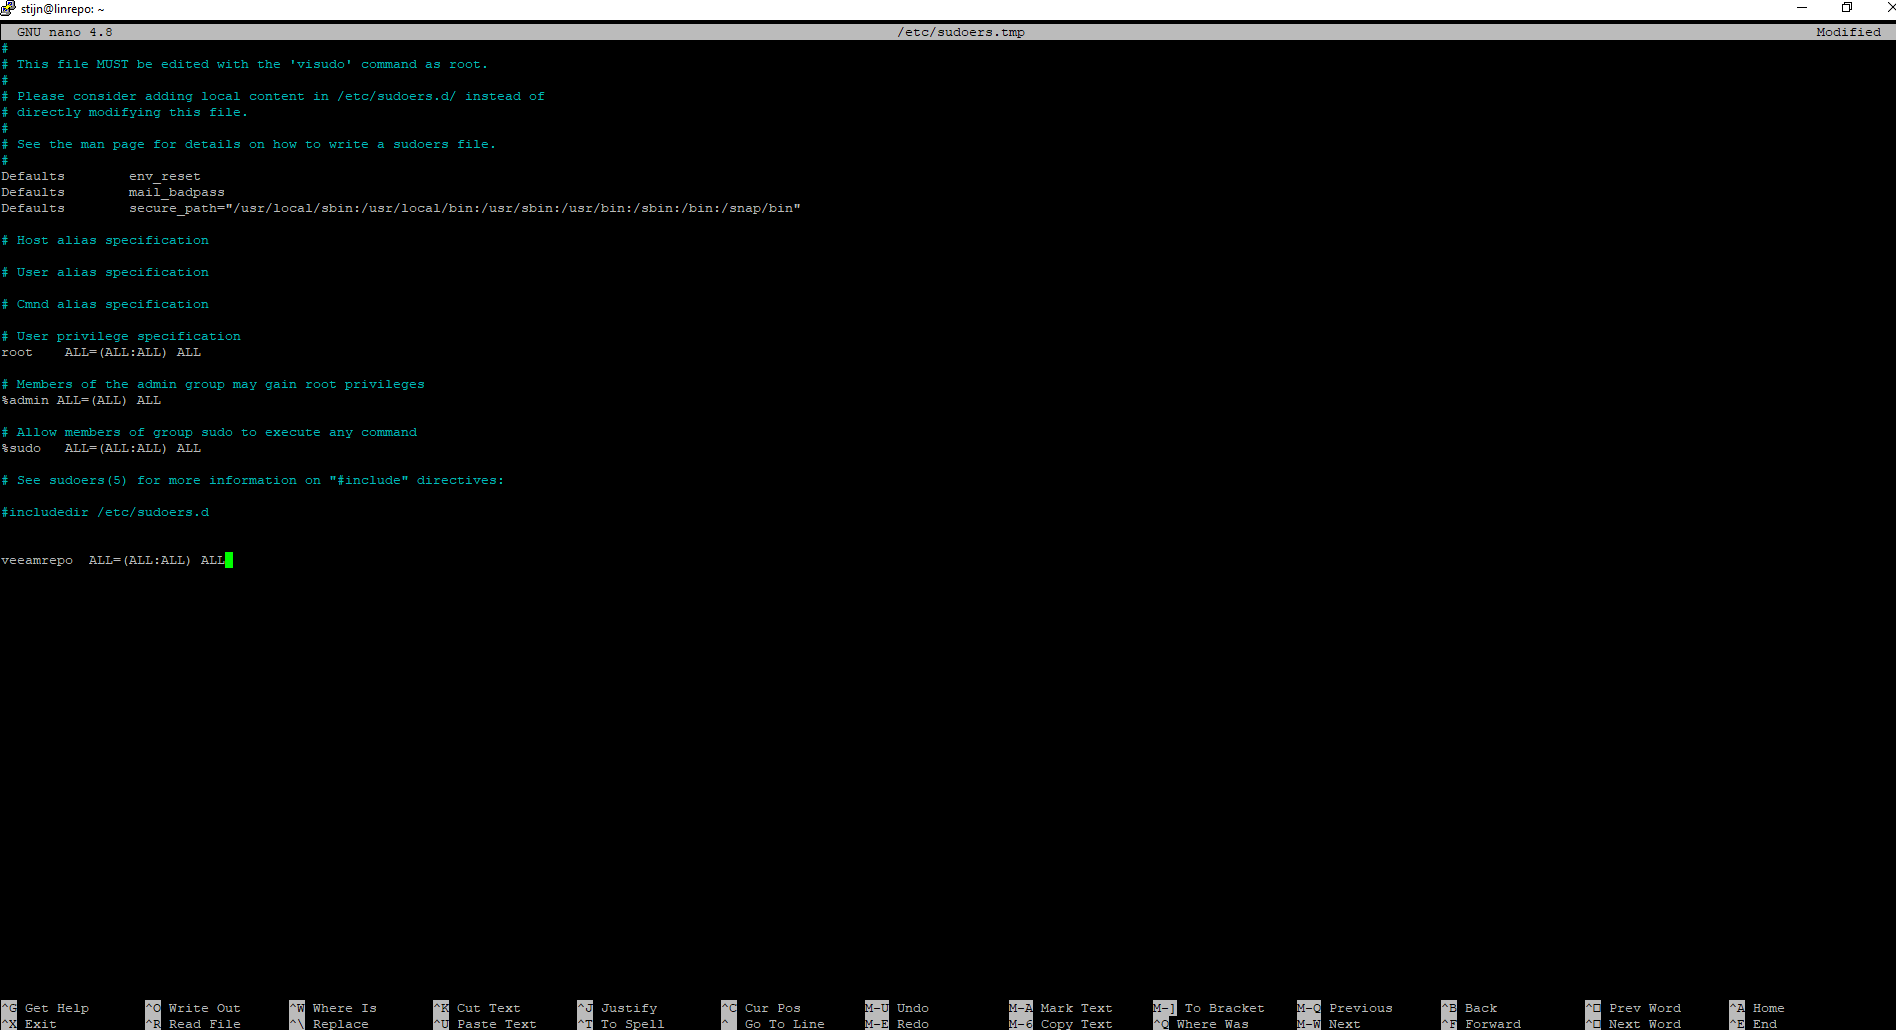 stijn@linrepo: ~
GNU nano 4.8 /etc/sudoers.tmp Modified
#
# This file MUST be edited with the 'visudo' command as root.
#
# Please consider adding local content in /etc/sudoers.d/ instead of
# directly modifying this file.
#
# See the man page for details on how to write a sudoers file.
#
Defaults        env_reset
Defaults        mail_badpass
Defaults        secure_path="/usr/local/sbin:/usr/local/bin:/usr/sbin:/usr/bin:/sbin:/bin:/snap/bin"
# Host alias specification
# User alias specification
# Cmnd alias specification
# User privilege specification
root    ALL=(ALL:ALL) ALL
# Members of the admin group may gain root privileges
%admin ALL=(ALL) ALL
# Allow members of group sudo to execute any command
%sudo   ALL=(ALL:ALL) ALL
# See sudoers(5) for more information on "#include" directives:
#includedir /etc/sudoers.d
veeamrepo  ALL=(ALL:ALL) ALL
^G Get Help ^O Write Out ^W Where Is ^K Cut Text ^J Justify ^C Cur Pos M-U Undo M-A Mark Text M-] To Bracket M-Q Previous ^B Back ^□ Prev Word ^A Home
^X Exit ^R Read File ^\ Replace ^U Paste Text ^T To Spell ^_ Go To Line M-E Redo M-6 Copy Text ^Q Where Was M-W Next ^F Forward ^□ Next Word ^E End